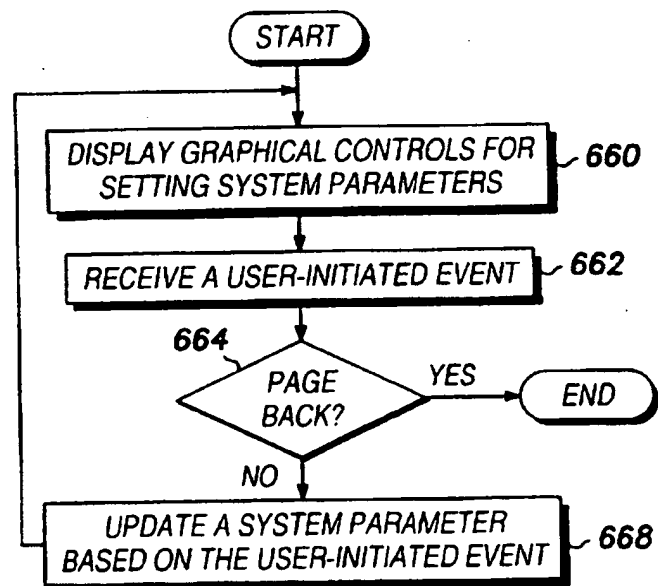 START
DISPLAY GRAPHICAL CONTROLS FOR
SETTING SYSTEM PARAMETERS
660
RECEIVE A USER-INITIATED EVENT
662
664
PAGE
BACK?
YES
END
NO
UPDATE A SYSTEM PARAMETER
BASED ON THE USER-INITIATED EVENT
668